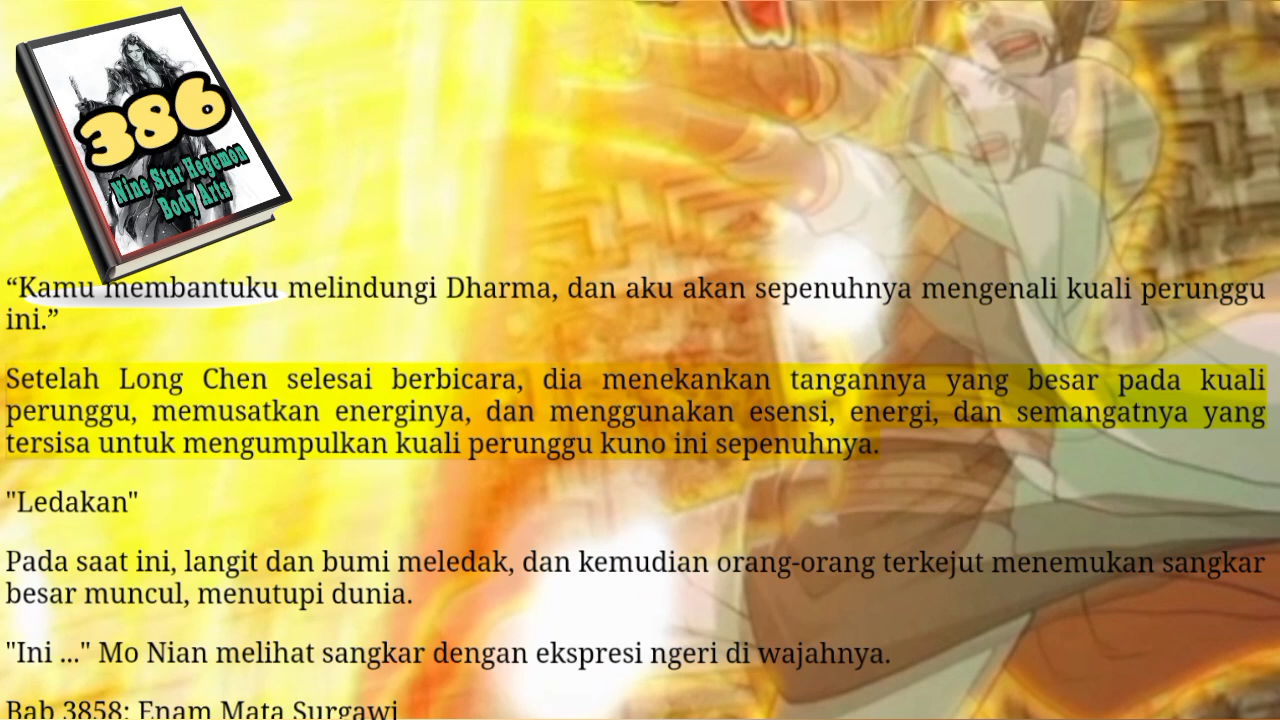 386
Nine Star Hegemon
Body Arts
“Kamu membantuku melindungi Dharma, dan aku akan sepenuhnya mengenali kuali perunggu
ini.”
Setelah Long Chen selesai berbicara, dia menekankan tangannya yang besar pada kuali
perunggu, memusatkan energinya, dan menggunakan esensi, energi, dan semangatnya yang
tersisa untuk mengumpulkan kuali perunggu kuno ini sepenuhnya.
"Ledakan"
Pada saat ini, langit dan bumi meledak, dan kemudian orang-orang terkejut menemukan sangkar
besar muncul, menutupi dunia.
"Ini ..." Mo Nian melihat sangkar dengan ekspresi ngeri di wajahnya.
Bab 3858: Enam Mata Surgawi